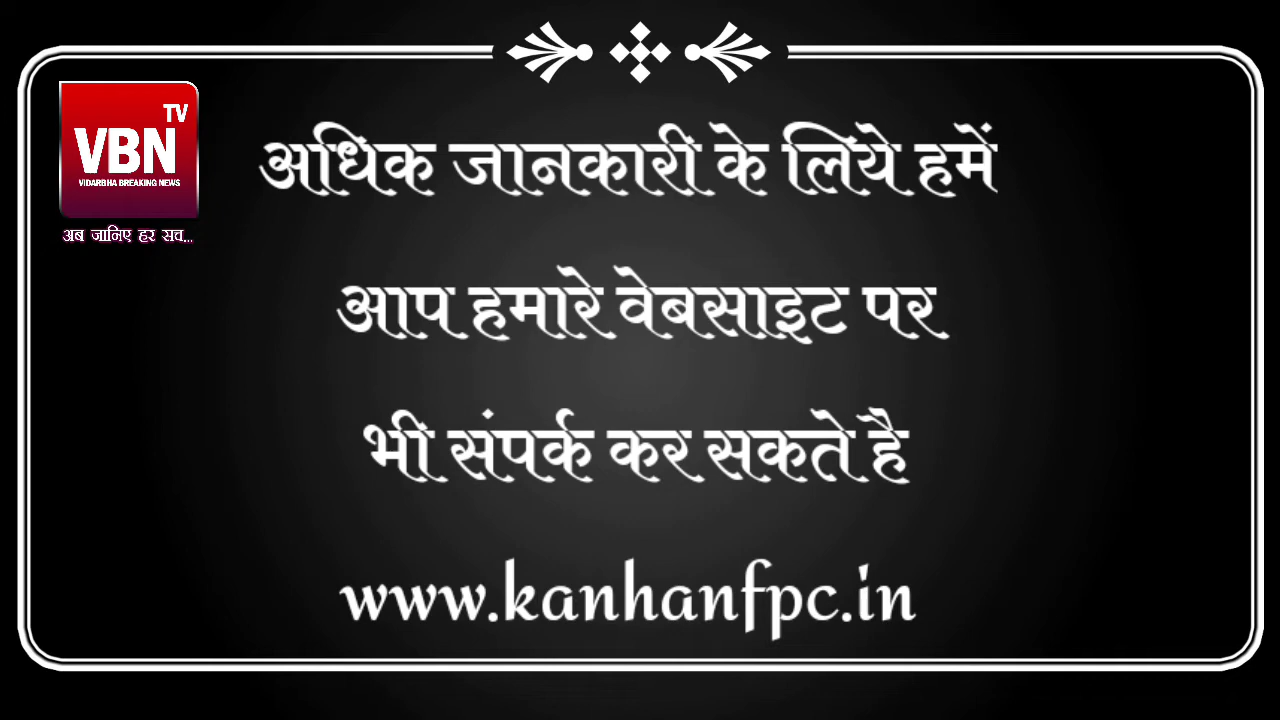 TV
VBN
VIDARBHA BREAKING NEWS
अब जानिए हर सच...
अधिक जानकारी के लिये हमें
आप हमारे वेबसाइट पर
भी संपर्क कर सकते है
www.kanhanfpc.in